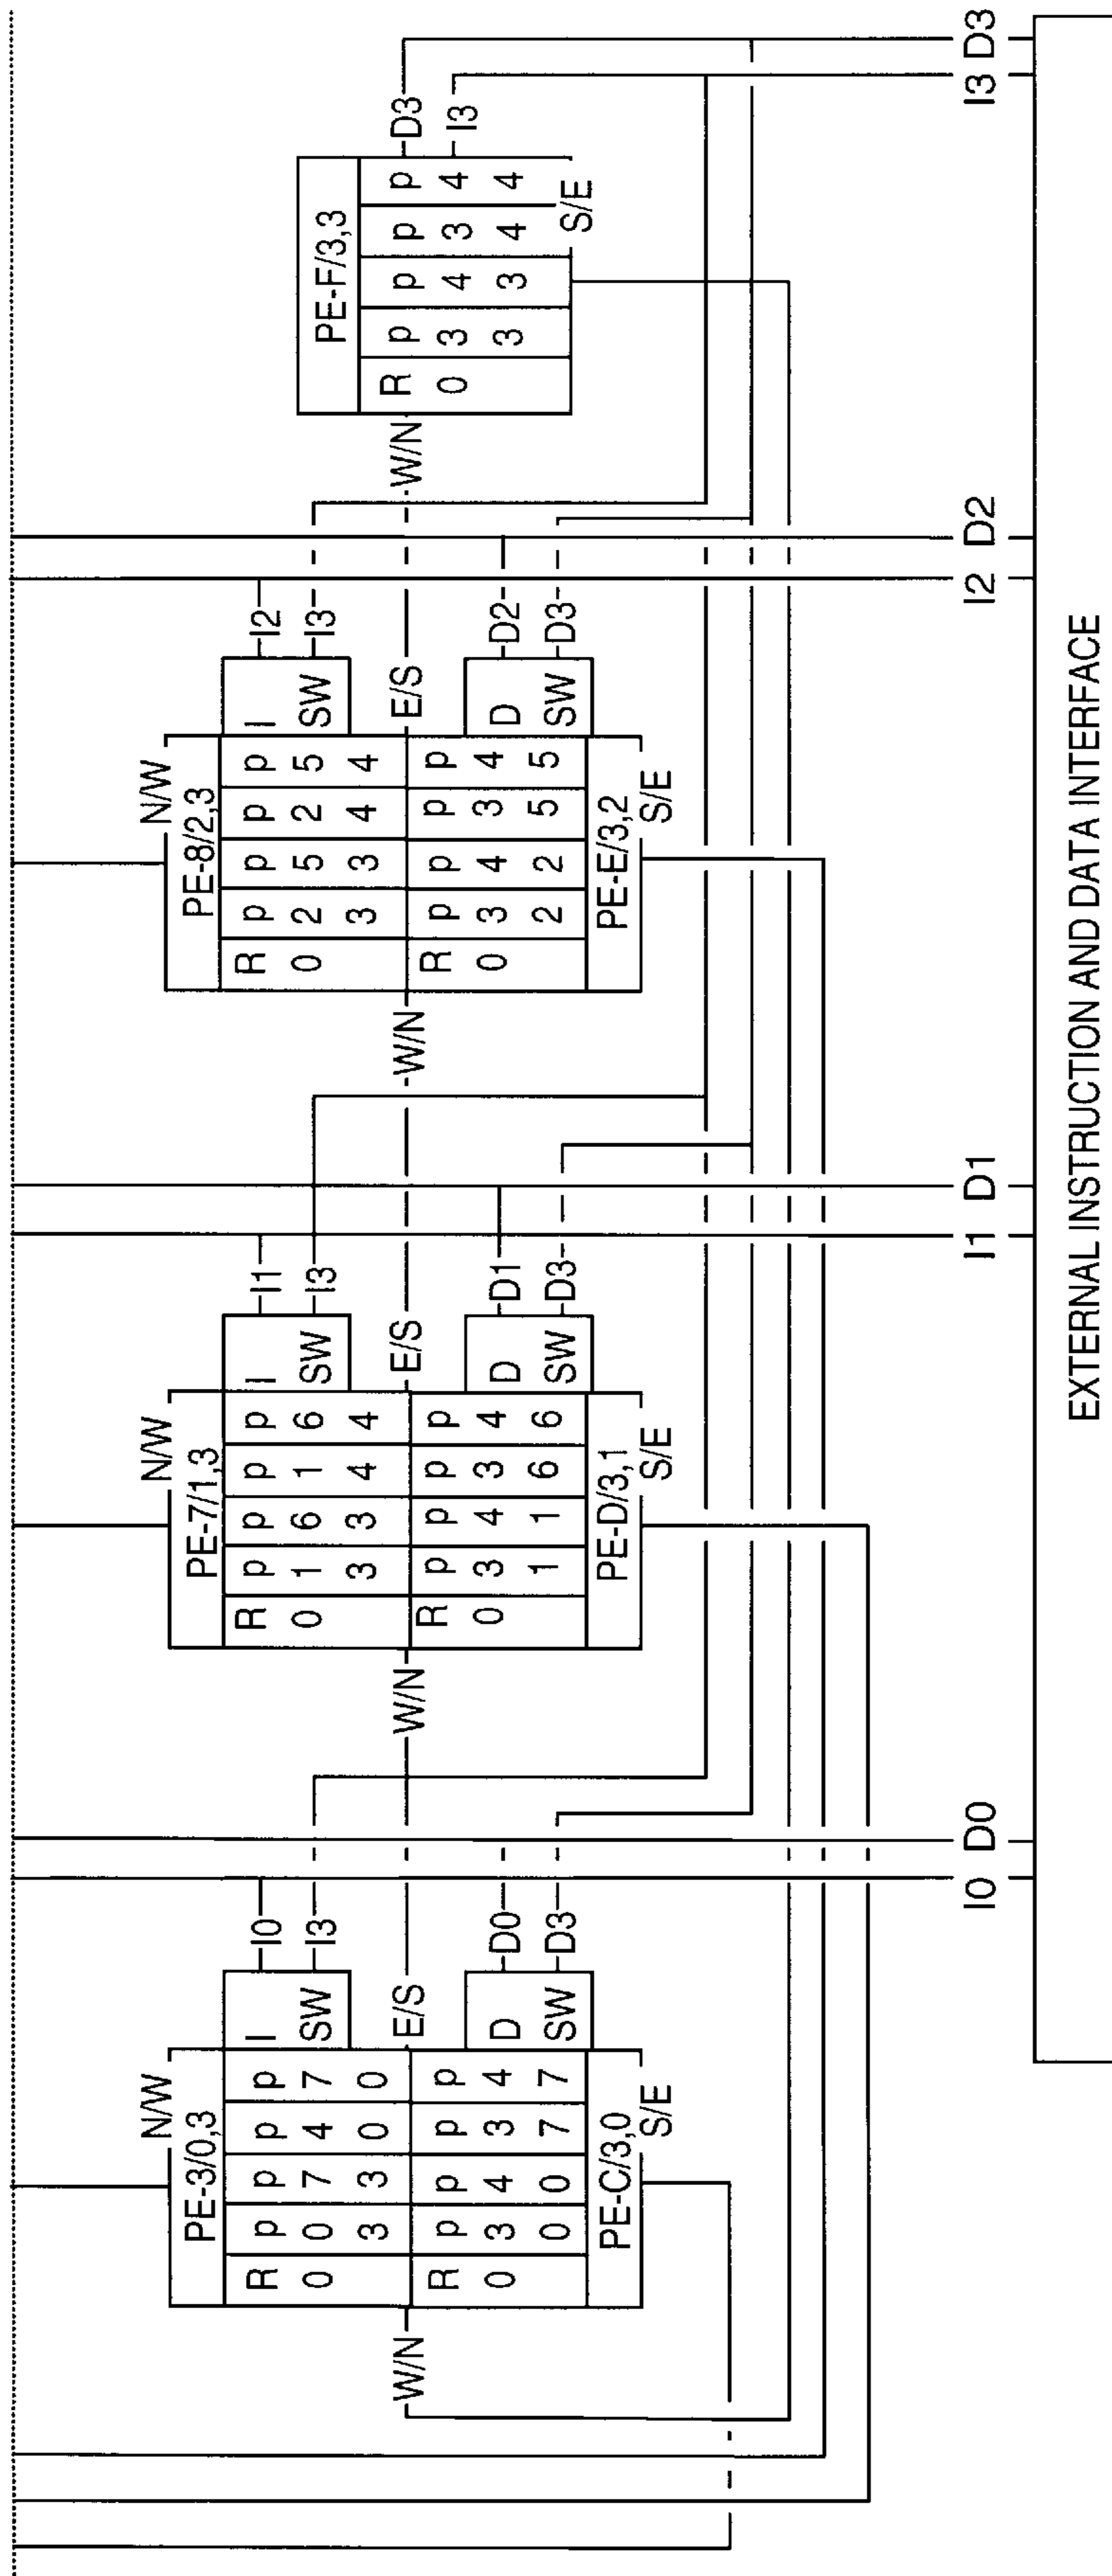 N/W
PE-3/0,3
R p p p p
0 0 7 4 7
3 3 0 0
I
SW
I0
I3
W/N
E/S
R p p p p
0 3 4 3 4
0 0 7 7
D
SW
D0
D3
PE-C/3,0
S/E
N/W
PE-7/1,3
R p p p p
0 1 6 1 6
3 3 4 4
I
SW
I1
I3
W/N
E/S
R p p p p
0 3 4 3 4
1 1 6 6
D
SW
D1
D3
PE-D/3,1
S/E
N/W
PE-8/2,3
R p p p p
0 2 5 2 5
3 3 4 4
I
SW
I2
I3
W/N
E/S
R p p p p
0 3 4 3 4
2 2 5 5
D
SW
D2
D3
PE-E/3,2
S/E
PE-F/3,3
R p p p p
0 3 4 3 4
3 3 4 4
D3
I3
W/N
S/E
I0 D0
I1 D1
I2 D2
I3 D3
EXTERNAL INSTRUCTION AND DATA INTERFACE